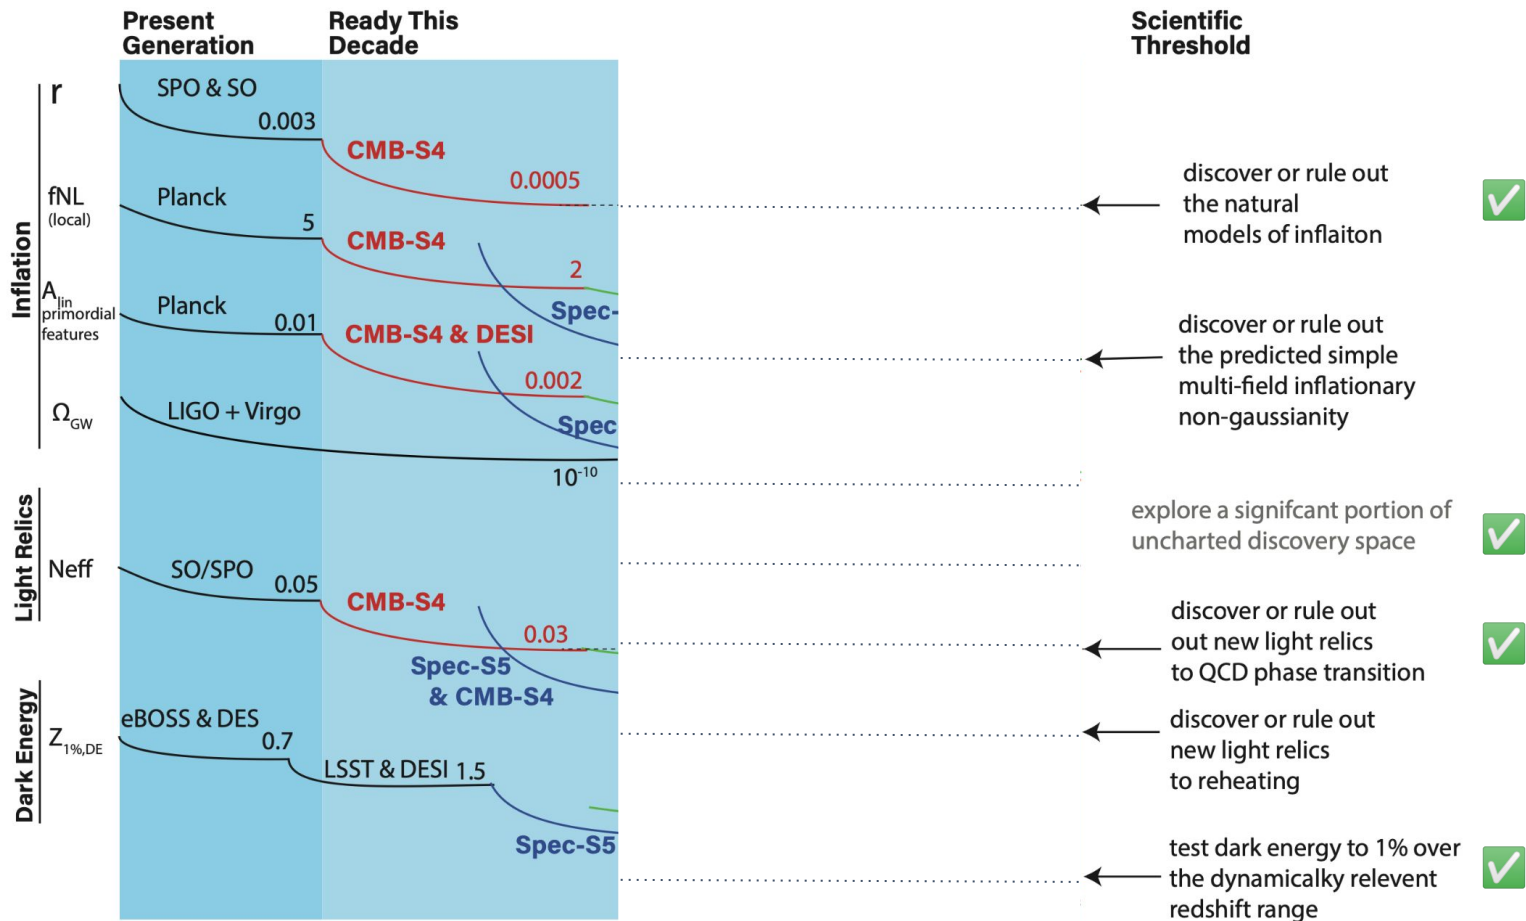 Present
Generation
Ready This
Decade
Scientific
Threshold
Inflation
r
SPO & SO
0.003
CMB-S4
0.0005
discover or rule out
the natural
models of inflaiton
fNL
(local)
Planck
5
CMB-S4
2
Spec-
A lin
primordial
features
Planck
0.01
CMB-S4 & DESI
0.002
Spec
discover or rule out
the predicted simple
multi-field inflationary
non-gaussianity
ΩGW
LIGO + Virgo
10-10
explore a signifcant portion of
uncharted discovery space
Light Relics
Neff
SO/SPO
0.05
CMB-S4
0.03
Spec-S5
& CMB-S4
discover or rule out
out new light relics
to QCD phase transition
Dark Energy
Z1%,DE
eBOSS & DES
0.7
LSST & DESI 1.5
Spec-S5
discover or rule out
new light relics
to reheating
test dark energy to 1% over
the dynamicalky relevent
redshift range